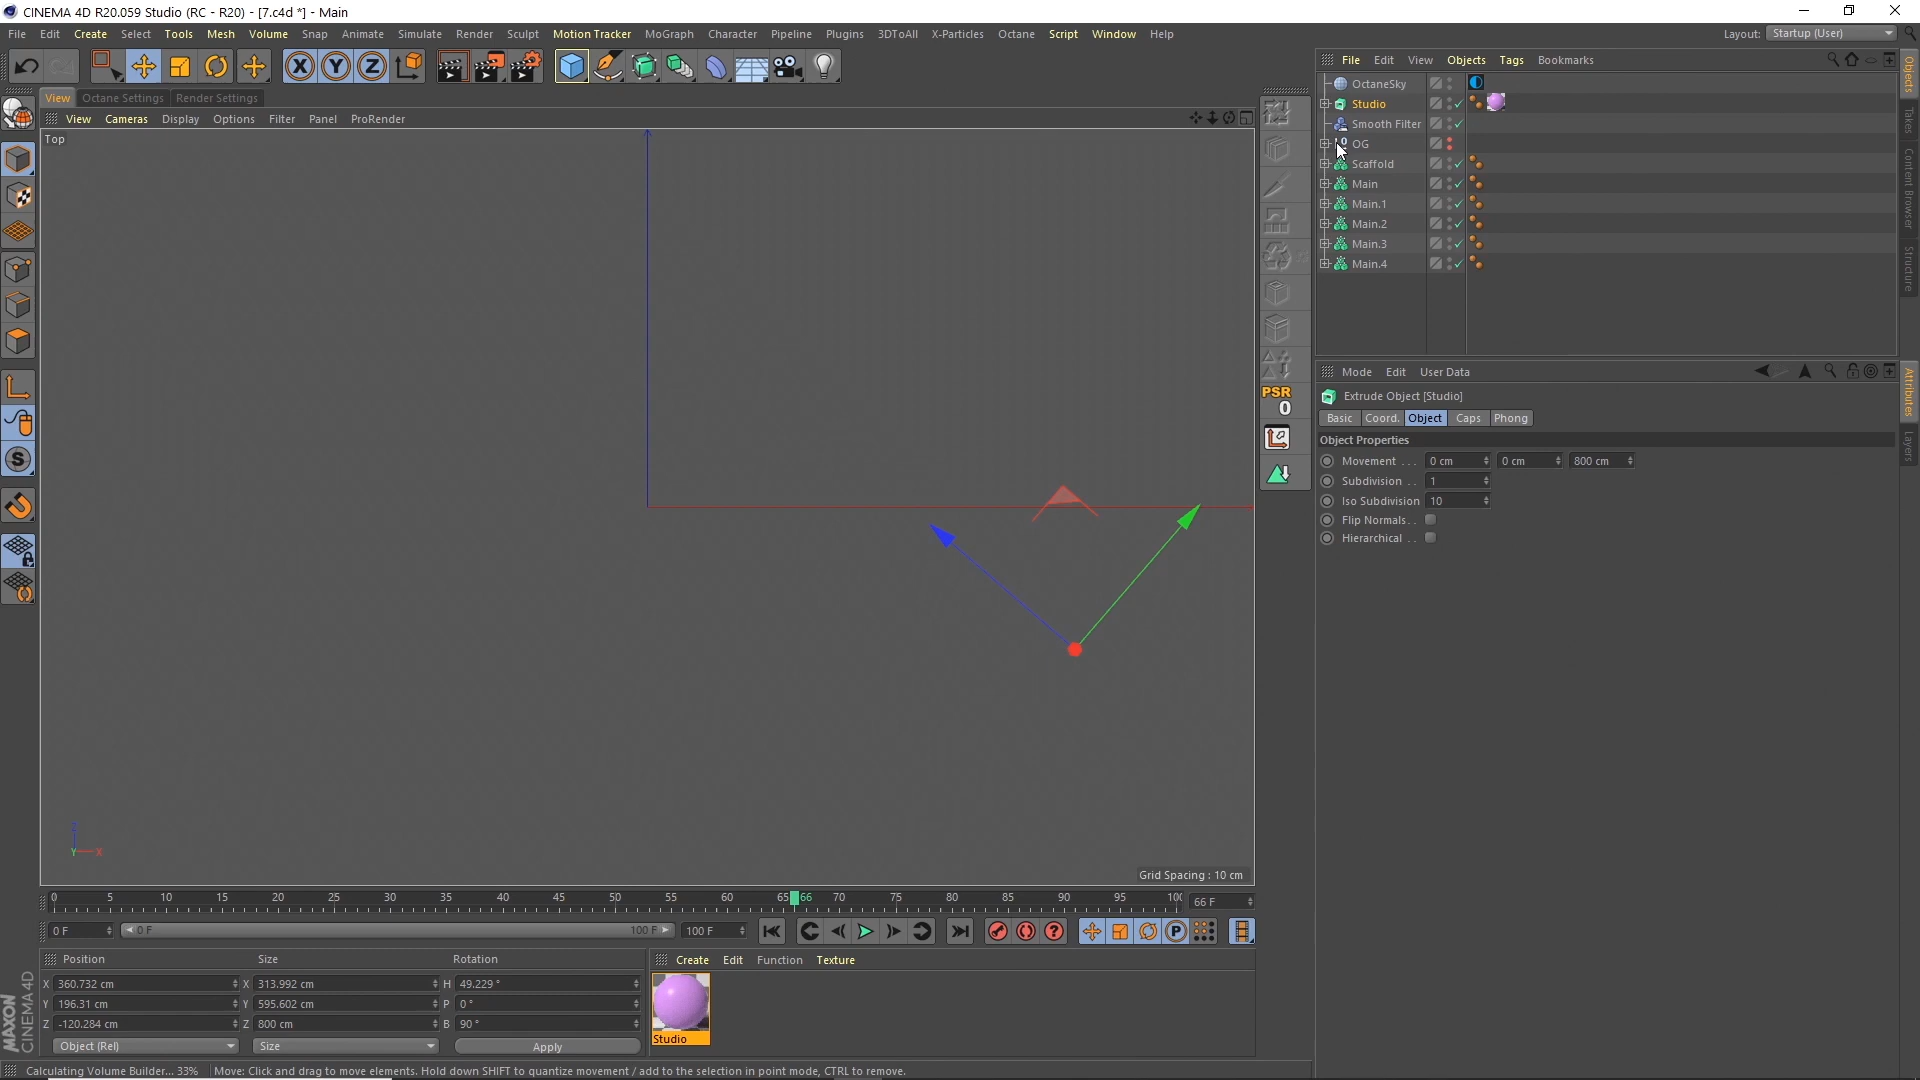 CINEMA 4D R20.059 Studio (RC - R20) - [7.c4d *] - Main
File Edit Create Select Tools Mesh Volume Snap Animate Simulate Render Sculpt Motion Tracker MoGraph Character Pipeline Plugins 3DToAll X-Particles Octane Script Window Help
Layout: Startup (User)
X Y Z
View Octane Settings Render Settings
View Cameras Display Options Filter Panel ProRender
Top
Z
Y X
Grid Spacing : 10 cm
PSR
0
File Edit View Objects Tags Bookmarks
OctaneSky
Studio
Smooth Filter
OG
Scaffold
Main
Main.1
Main.2
Main.3
Main.4
Objects
Takes
Content Browser
Structure
Mode Edit User Data
Extrude Object [Studio]
Basic Coord. Object Caps Phong
Object Properties
Movement . . . 0 cm 0 cm 800 cm
Subdivision . . 1
Iso Subdivision 10
Flip Normals. .
Hierarchical . .
Attributes
Layers
0 5 10 15 20 25 30 35 40 45 50 55 60 65 66 70 75 80 85 90 95 100 66 F
0 F 0 F 100 F 100 F
Position Size Rotation
X 360.732 cm X 313.992 cm H 49.229 °
Y 196.31 cm Y 595.602 cm P 0 °
Z -120.284 cm Z 800 cm B 90 °
Object (Rel) Size Apply
Create Edit Function Texture
Studio
MAXON
CINEMA 4D
Calculating Volume Builder... 33% Move: Click and drag to move elements. Hold down SHIFT to quantize movement / add to the selection in point mode, CTRL to remove.